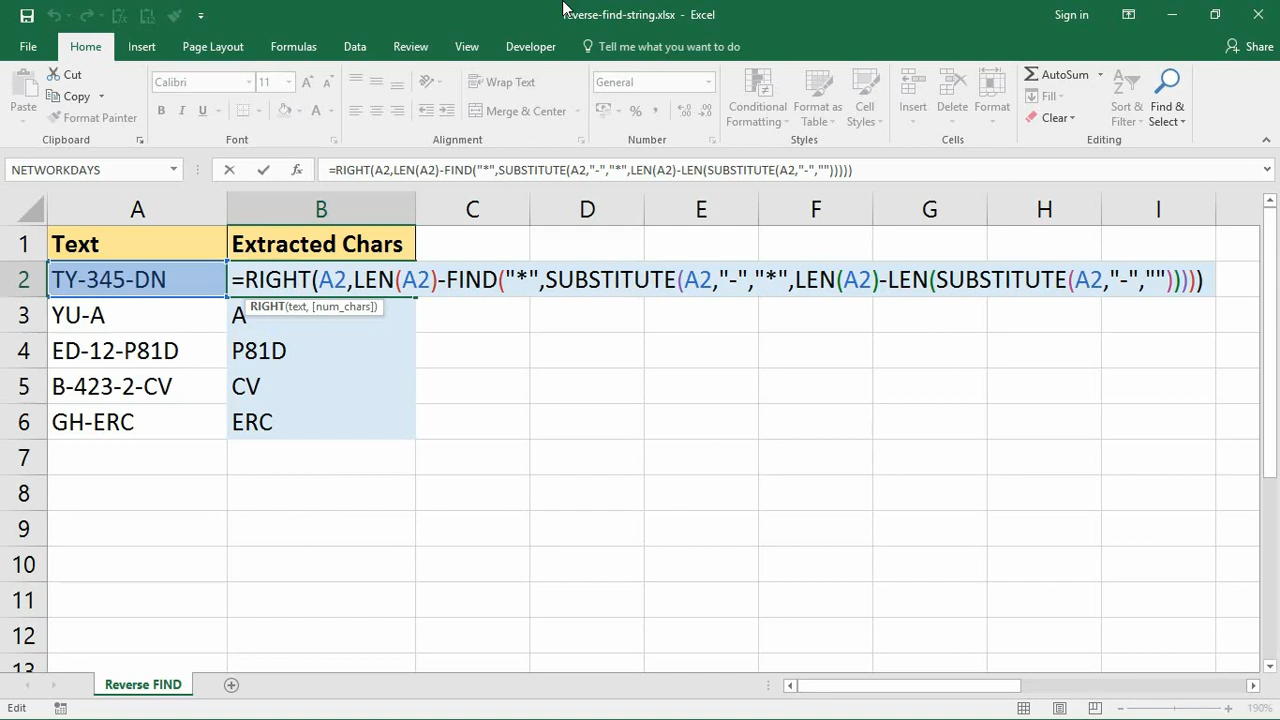 reverse-find-string.xlsx - Excel
Sign in
File Home Insert Page Layout Formulas Data Review View Developer Tell me what you want to do Share
Paste
Cut
Copy
Format Painter
Clipboard
Calibri 11
B I U A
Font
Wrap Text
Merge & Center
Alignment
General
% ,
Number
Conditional Formatting
Format as Table
Cell Styles
Styles
Insert Delete Format
Cells
AutoSum
Fill
Clear
Sort & Filter
Find & Select
Editing
NETWORKDAYS fx =RIGHT(A2,LEN(A2)-FIND("*",SUBSTITUTE(A2,"-","*",LEN(A2)-LEN(SUBSTITUTE(A2,"-","")))))
A B C D E F G H I
1 Text Extracted Chars
2 TY-345-DN =RIGHT(A2,LEN(A2)-FIND("*",SUBSTITUTE(A2,"-","*",LEN(A2)-LEN(SUBSTITUTE(A2,"-","")))))
RIGHT(text, [num_chars])
3 YU-A A
4 ED-12-P81D P81D
5 B-423-2-CV CV
6 GH-ERC ERC
7
8
9
10
11
12
13
Reverse FIND
Edit 190%